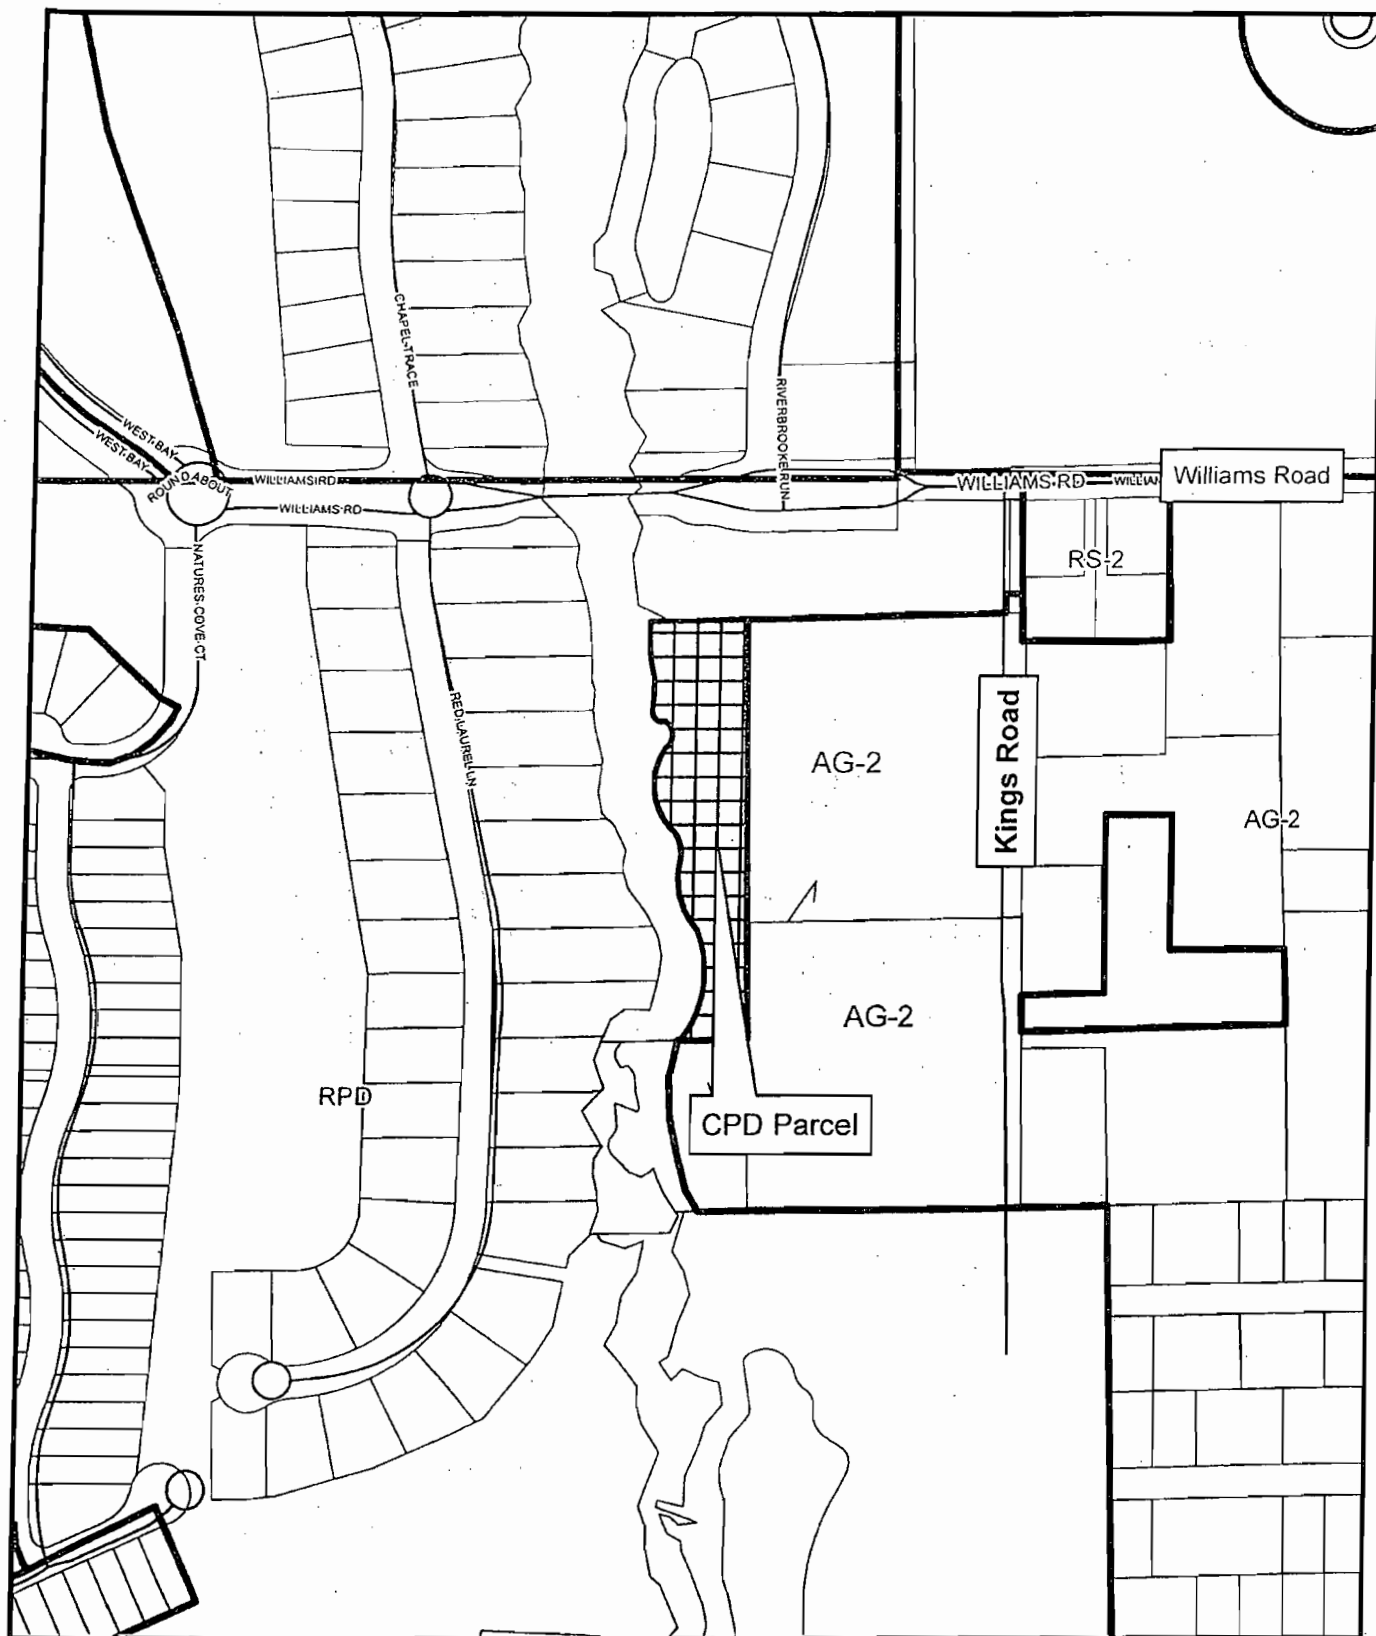 CHAPEL TRACE
RIVERBROOKE RUN
WEST BAY
WEST BAY
ROUND ABOUT
WILLIAMS RD
WILLIAMS RD
WILLIAMS RD
WILLIAM
Williams Road
NATURES COVE CT
RS-2
RED LAUREL LN
Kings Road
AG-2
AG-2
AG-2
RPD
CPD Parcel